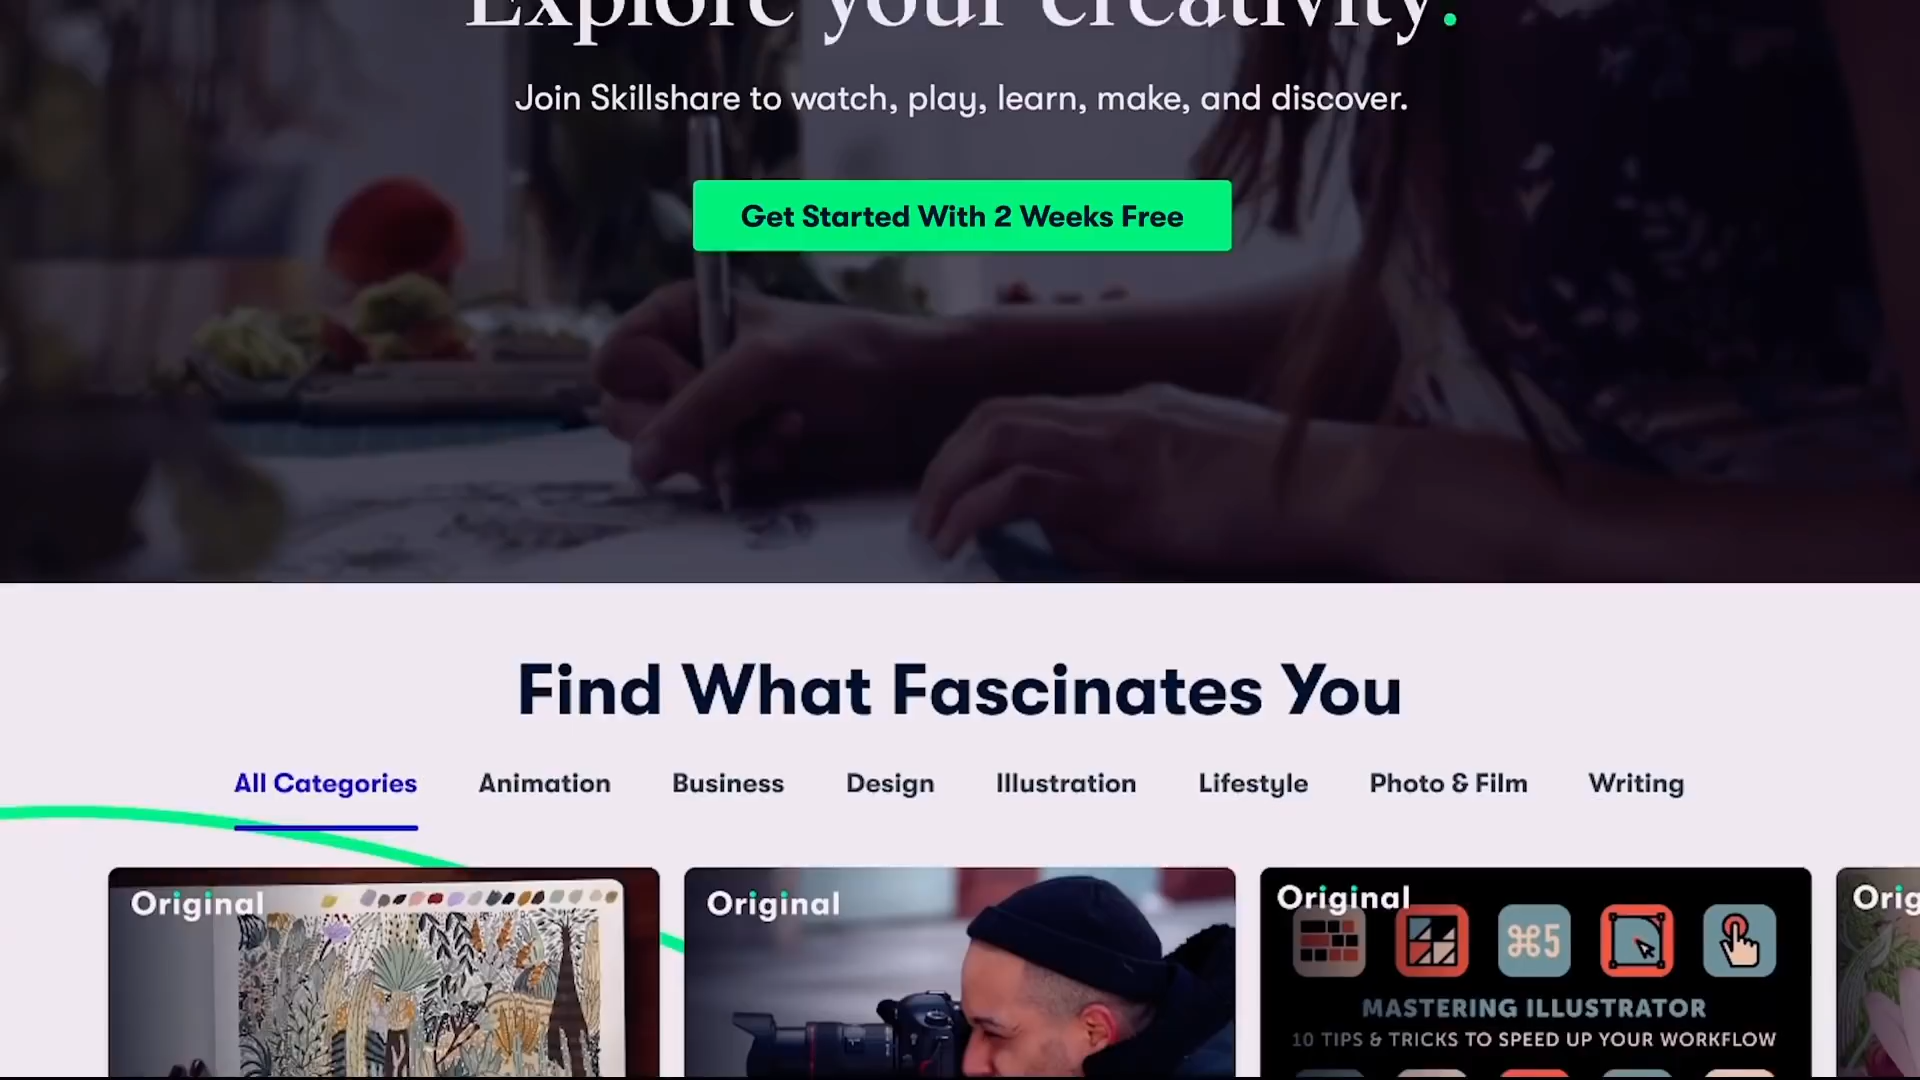 Explore your creativity.
Join Skillshare to watch, play, learn, make, and discover.
Get Started With 2 Weeks Free
Find What Fascinates You
All Categories Animation Business Design Illustration Lifestyle Photo & Film Writing
Original Original Original Orig
⌘5
MASTERING ILLUSTRATOR
10 TIPS & TRICKS TO SPEED UP YOUR WORKFLOW